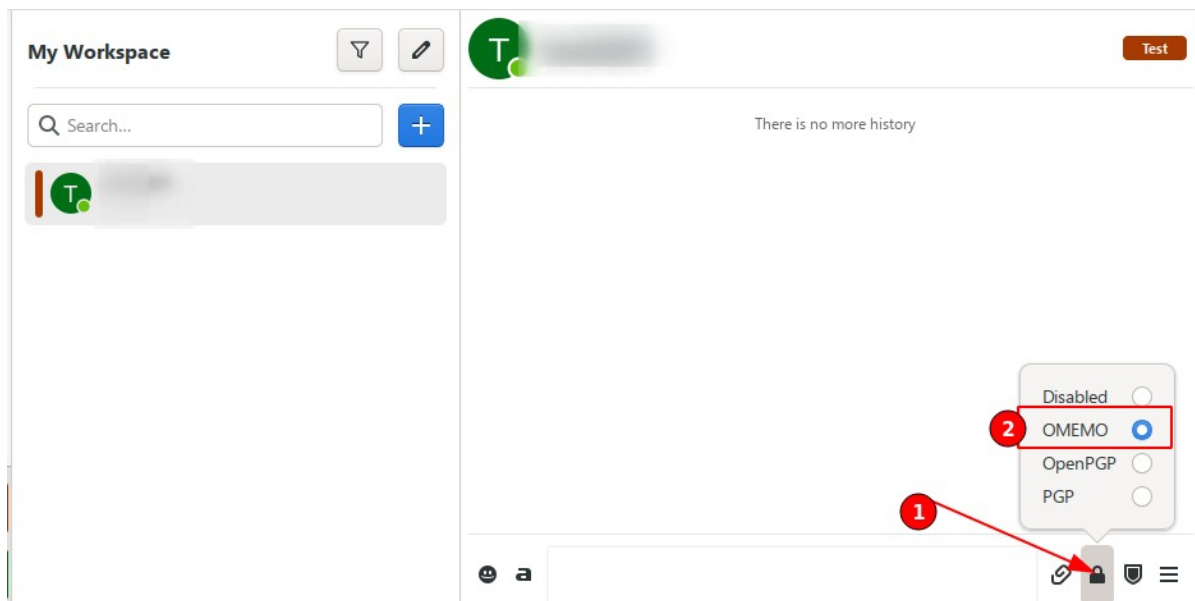 My Workspace
T
Test
Search...
There is no more history
T
Disabled
2
OMEMO
OpenPGP
PGP
1
a